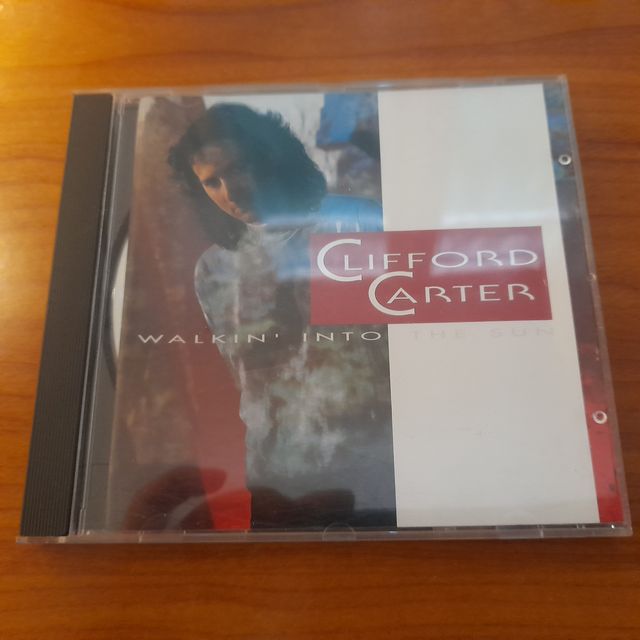 CLIFFORD
CARTER
WALKIN' INTO THE SUN